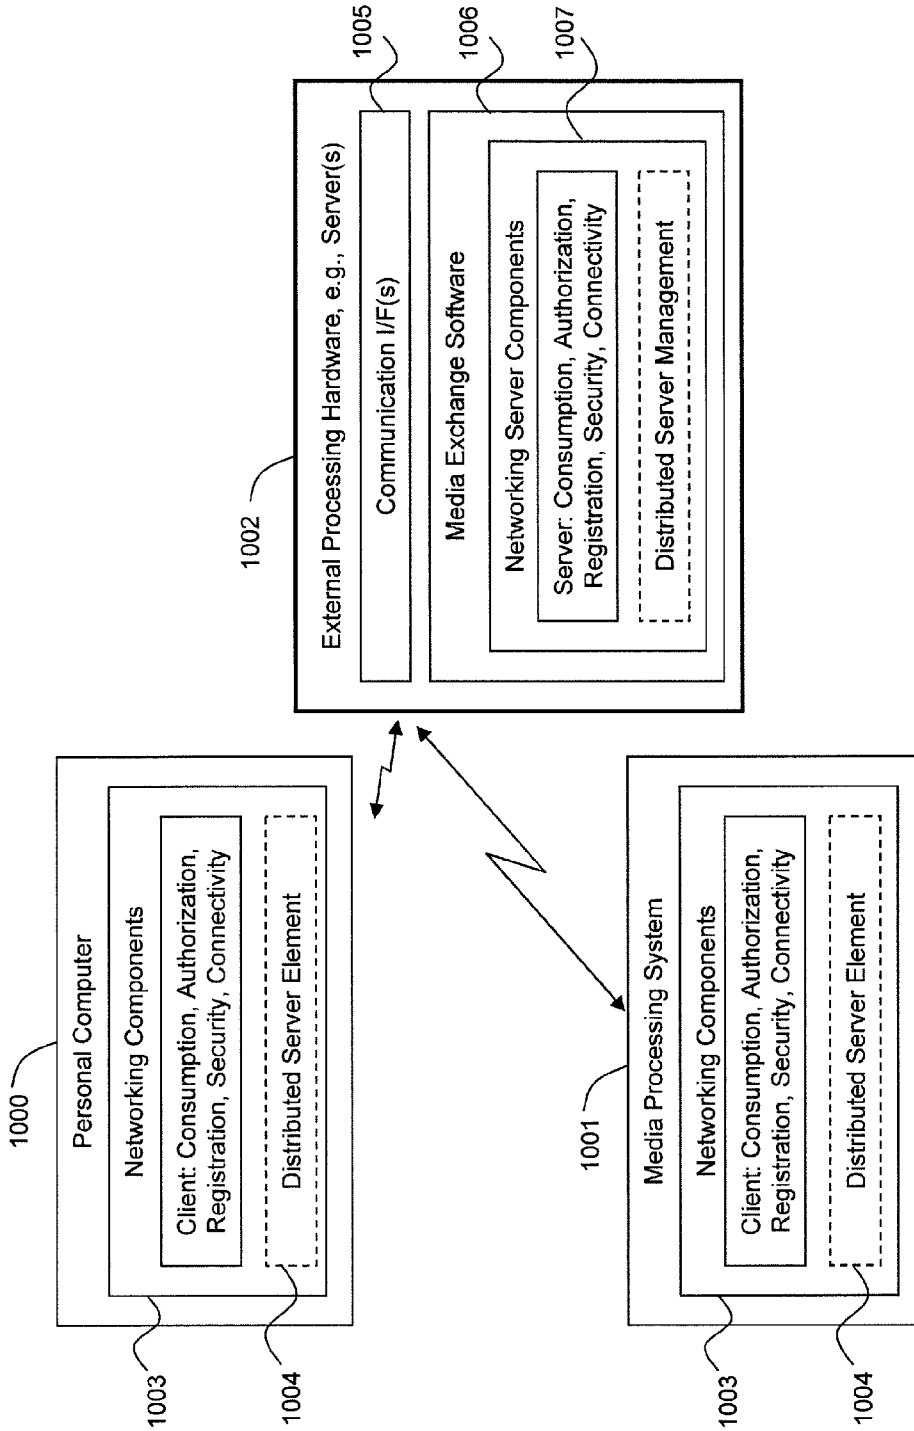 1000
Personal Computer
Networking Components
Client: Consumption, Authorization,
Registration, Security, Connectivity
Distributed Server Element
1003
1004
1002
External Processing Hardware, e.g., Server(s)
Communication I/F(s)
Media Exchange Software
Networking Server Components
Server: Consumption, Authorization,
Registration, Security, Connectivity
Distributed Server Management
1005
1006
1007
1001
Media Processing System
Networking Components
Client: Consumption, Authorization,
Registration, Security, Connectivity
Distributed Server Element
1003
1004